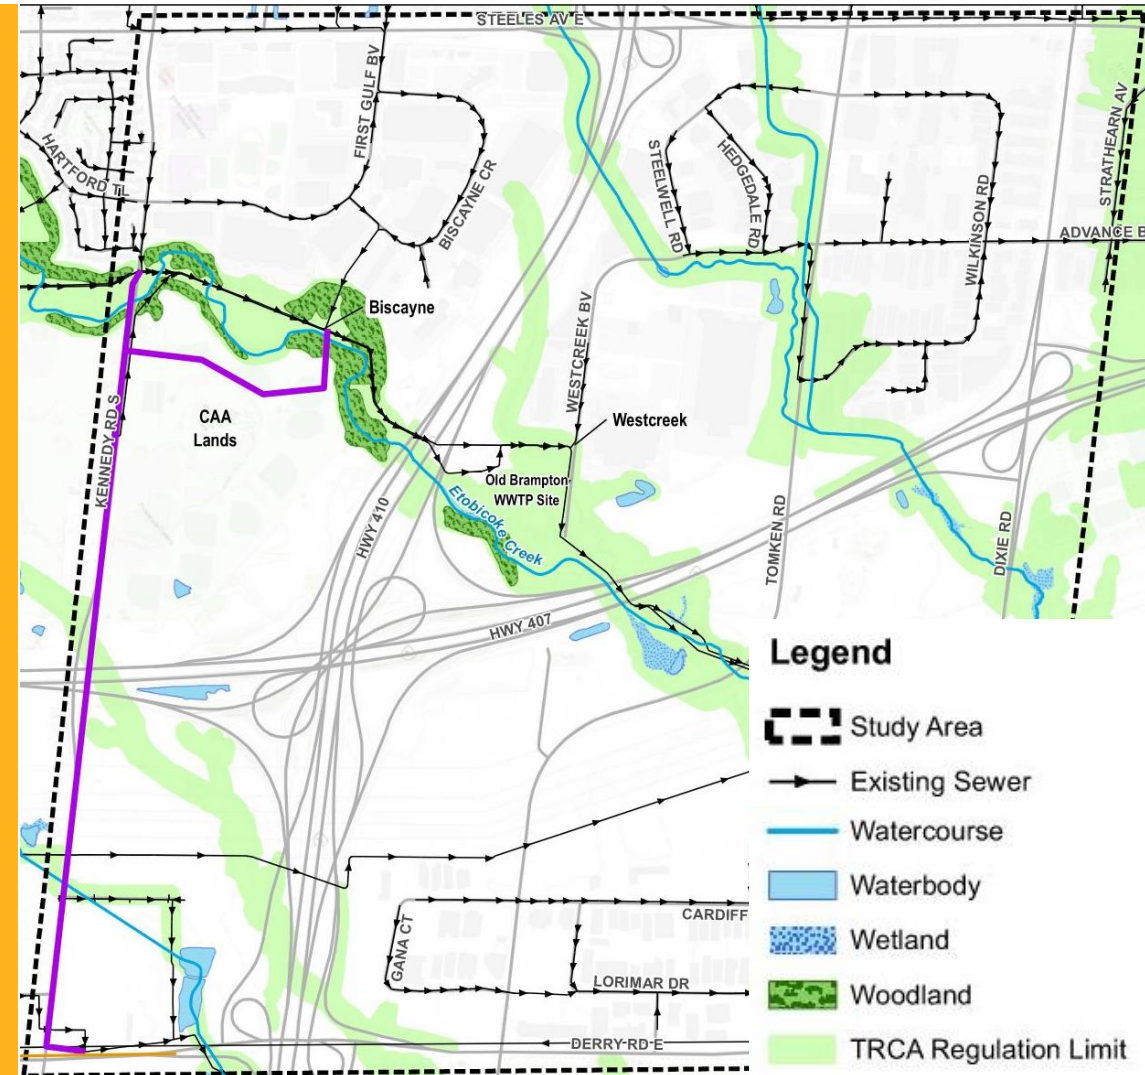 STEELES AV E
FIRST GULF BV
HARTFORD TL
BISCAYNE CR
STEELWELL RD
HEDGEDALE RD
WILKINSON RD
STRATHEARN AV
ADVANCE B
Biscayne
WESTCREEK BV
KENNEDY RD S
CAA
Lands
Westcreek
Old Brampton
WWTP Site
Etobicoke Creek
HWY 410
TOMKEN RD
DIXIE RD
HWY 407
GANA CT
CARDIFF
LORIMAR DR
DERRY RD E
Legend
Study Area
Existing Sewer
Watercourse
Waterbody
Wetland
Woodland
TRCA Regulation Limit